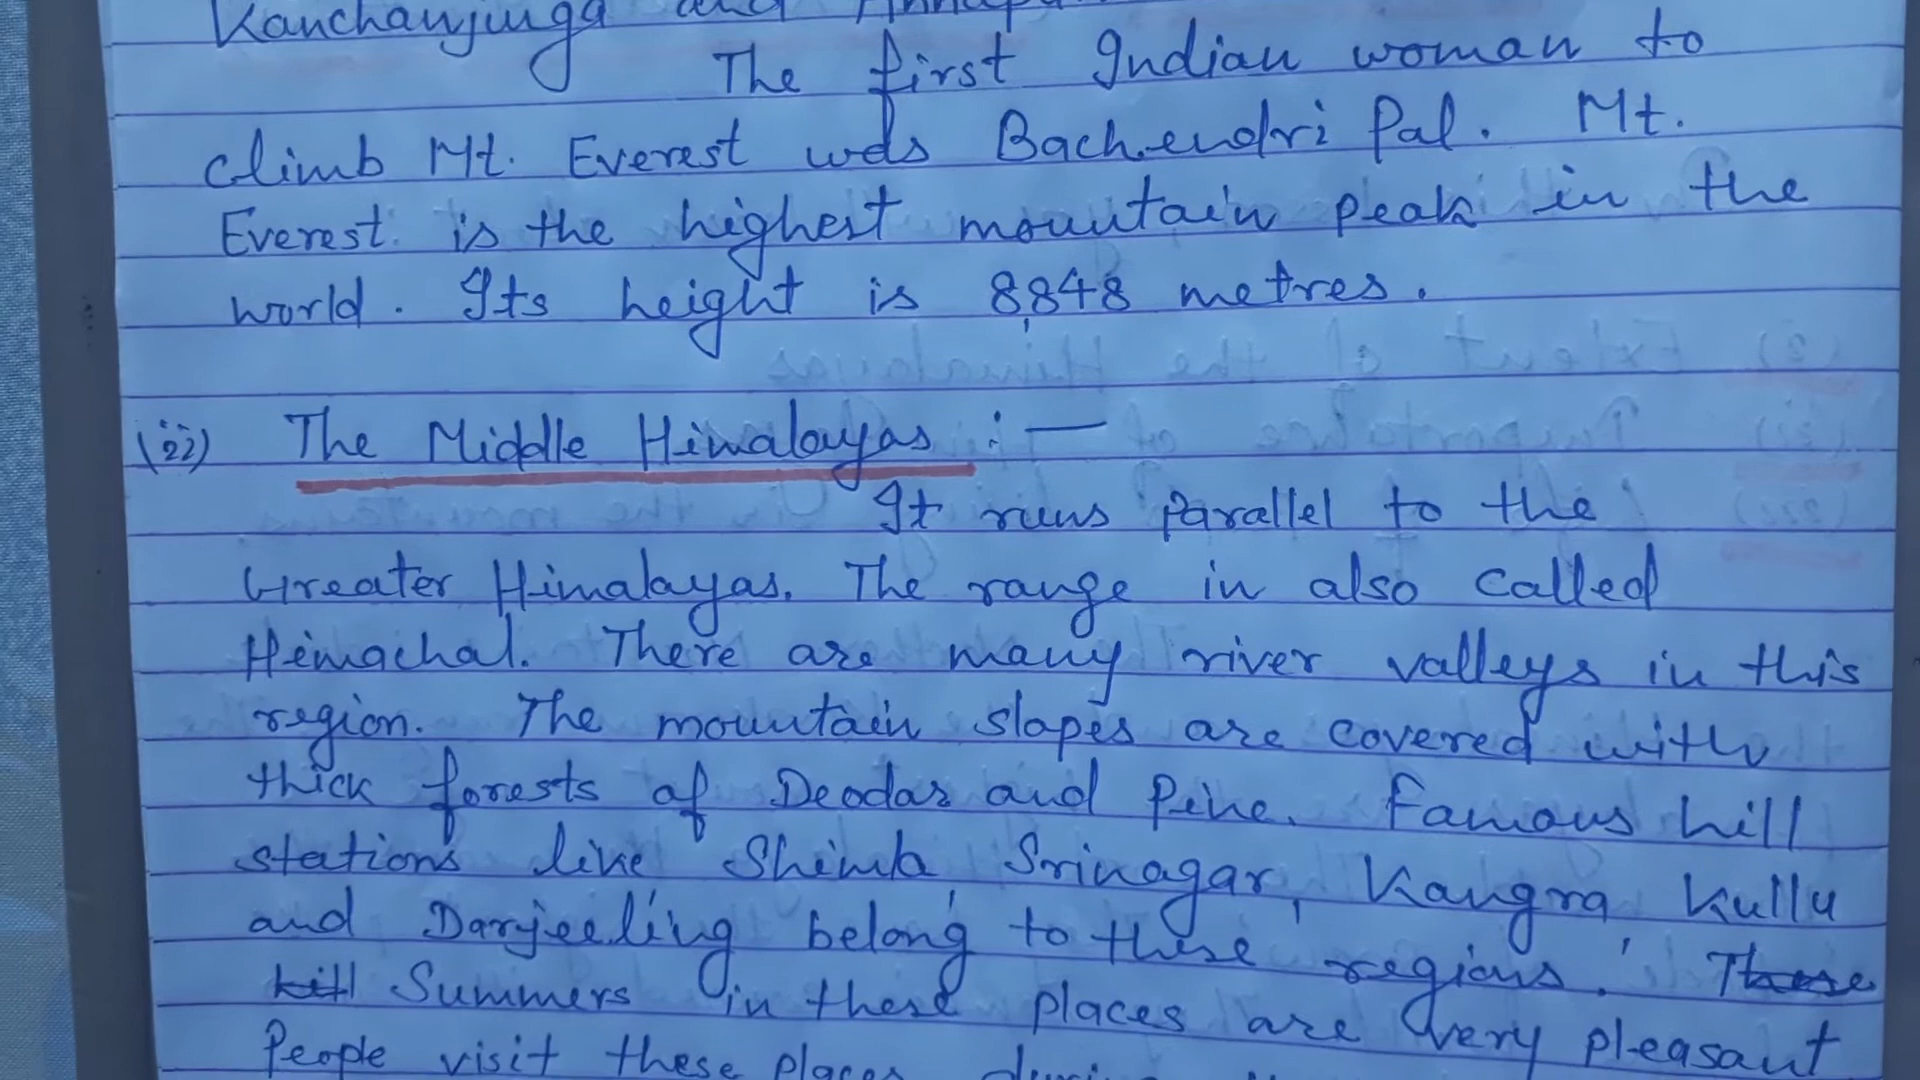 Kanchanjunga and
The first Indian woman to
climb Mt. Everest was Bachendri Pal. Mt.
Everest is the highest mountain peak in the
world. Its height is 8848 metres.
(ii) The Middle Himalayas :—
It runs parallel to the
Greater Himalayas. The range in also called
Himachal. There are many river valleys in this
region. The mountain slopes are covered with
thick forests of Deodar and Pine. Famous hill
stations like Shimla, Srinagar, Kangra, Kullu
and Darjeeling belong to these regions. These
hill Summers in these places are very pleasant
People visit these places